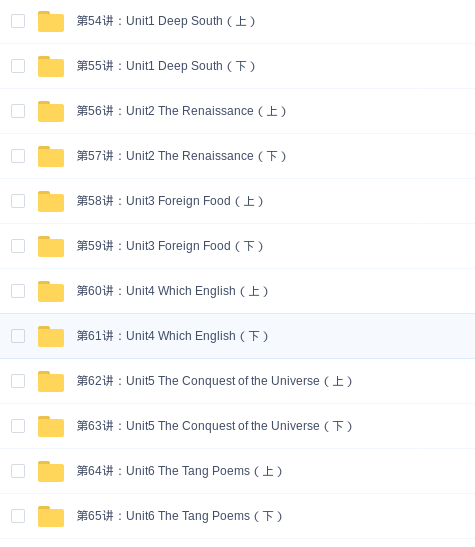 第54讲：Unit1 Deep South（上）
第55讲：Unit1 Deep South（下）
第56讲：Unit2 The Renaissance（上）
第57讲：Unit2 The Renaissance（下）
第58讲：Unit3 Foreign Food（上）
第59讲：Unit3 Foreign Food（下）
第60讲：Unit4 Which English（上）
第61讲：Unit4 Which English（下）
第62讲：Unit5 The Conquest of the Universe（上）
第63讲：Unit5 The Conquest of the Universe（下）
第64讲：Unit6 The Tang Poems（上）
第65讲：Unit6 The Tang Poems（下）